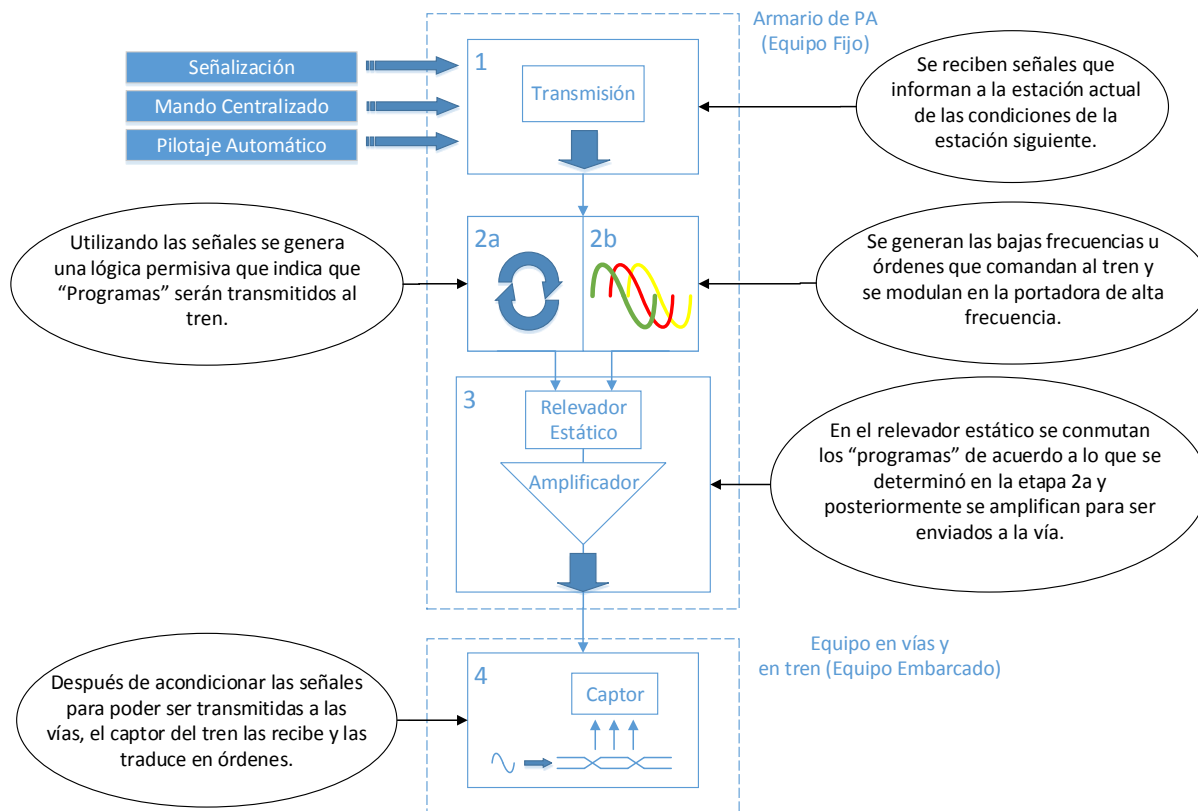 Armario de PA
(Equipo Fijo)
Señalización
Mando Centralizado
Pilotaje Automático
1
Transmisión
Se reciben señales que
informan a la estación actual
de las condiciones de la
estación siguiente.
Utilizando las señales se genera
una lógica permisiva que indica que
“Programas” serán transmitidos al
tren.
2a
2b
Se generan las bajas frecuencias u
órdenes que comandan al tren y
se modulan en la portadora de alta
frecuencia.
3
Relevador
Estático
Amplificador
En el relevador estático se conmutan
los “programas” de acuerdo a lo que se
determinó en la etapa 2a y
posteriormente se amplifican para ser
enviados a la vía.
Equipo en vías y
en tren (Equipo Embarcado)
Después de acondicionar las señales
para poder ser transmitidas a las
vías, el captor del tren las recibe y las
traduce en órdenes.
4
Captor